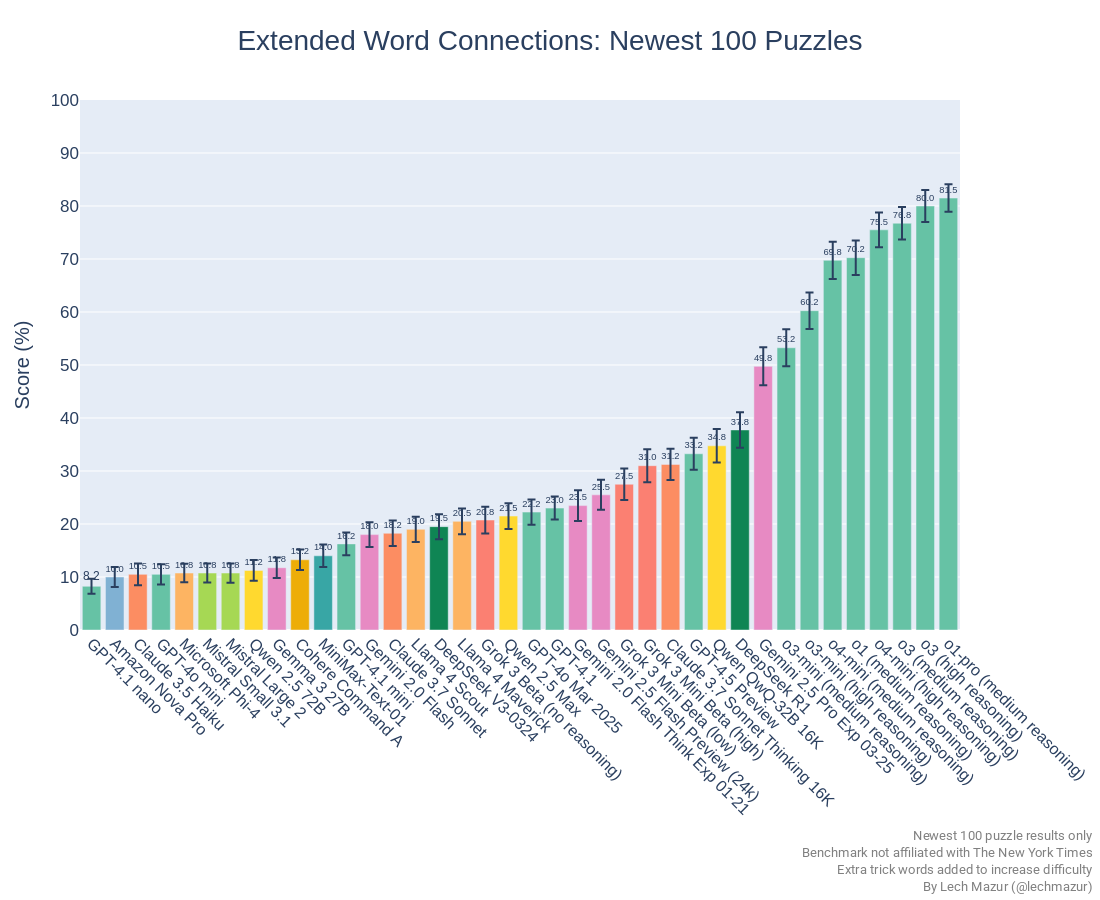 Extended Word Connections: Newest 100 Puzzles
Score (%)
100
90
80
70
60
50
40
30
20
10
0
8.2
10.0
10.5
10.5
10.8
10.8
10.8
11.2
11.8
13.2
14.0
16.2
18.0
18.2
19.0
19.5
20.5
20.8
21.5
22.2
23.0
23.5
25.5
27.5
31.0
31.2
33.2
34.8
37.8
49.8
53.2
60.2
69.8
70.2
75.5
76.8
80.0
81.5
GPT-4.1 nano
Amazon Nova Pro
Claude 3.5 Haiku
GPT-4o mini
Microsoft Phi-4
Mistral Small 3.1
Mistral Large 2
Qwen 2.5 72B
Gemma 3 27B
Cohere Command A
MiniMax-Text-01
GPT-4.1 mini
Gemini 2.0 Flash
Claude 3.7 Sonnet
Llama 4 Scout
DeepSeek V3-0324
Llama 4 Maverick
Grok 3 Beta (no reasoning)
Qwen 2.5 Max
GPT-4o Mar 2025
GPT-4.1
Gemini 2.0 Flash Think Exp 01-21
Gemini 2.5 Flash Preview (24k)
Grok 3 Mini Beta (low)
Grok 3 Mini Beta (high)
Claude 3.7 Sonnet Thinking 16K
GPT-4.5 Preview
Qwen QwQ-32B 16K
DeepSeek R1
Gemini 2.5 Pro Exp 03-25
o3-mini (medium reasoning)
o3-mini (high reasoning)
o4-mini (medium reasoning)
o1 (medium reasoning)
o4-mini (high reasoning)
o3 (medium reasoning)
o3 (high reasoning)
o1-pro (medium reasoning)
Newest 100 puzzle results only
Benchmark not affiliated with The New York Times
Extra trick words added to increase difficulty
By Lech Mazur (@lechmazur)